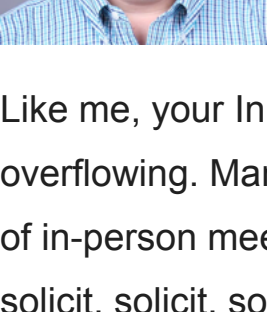 Like me, your In
overflowing. Mar
of in-person mee
solicit, solicit, so